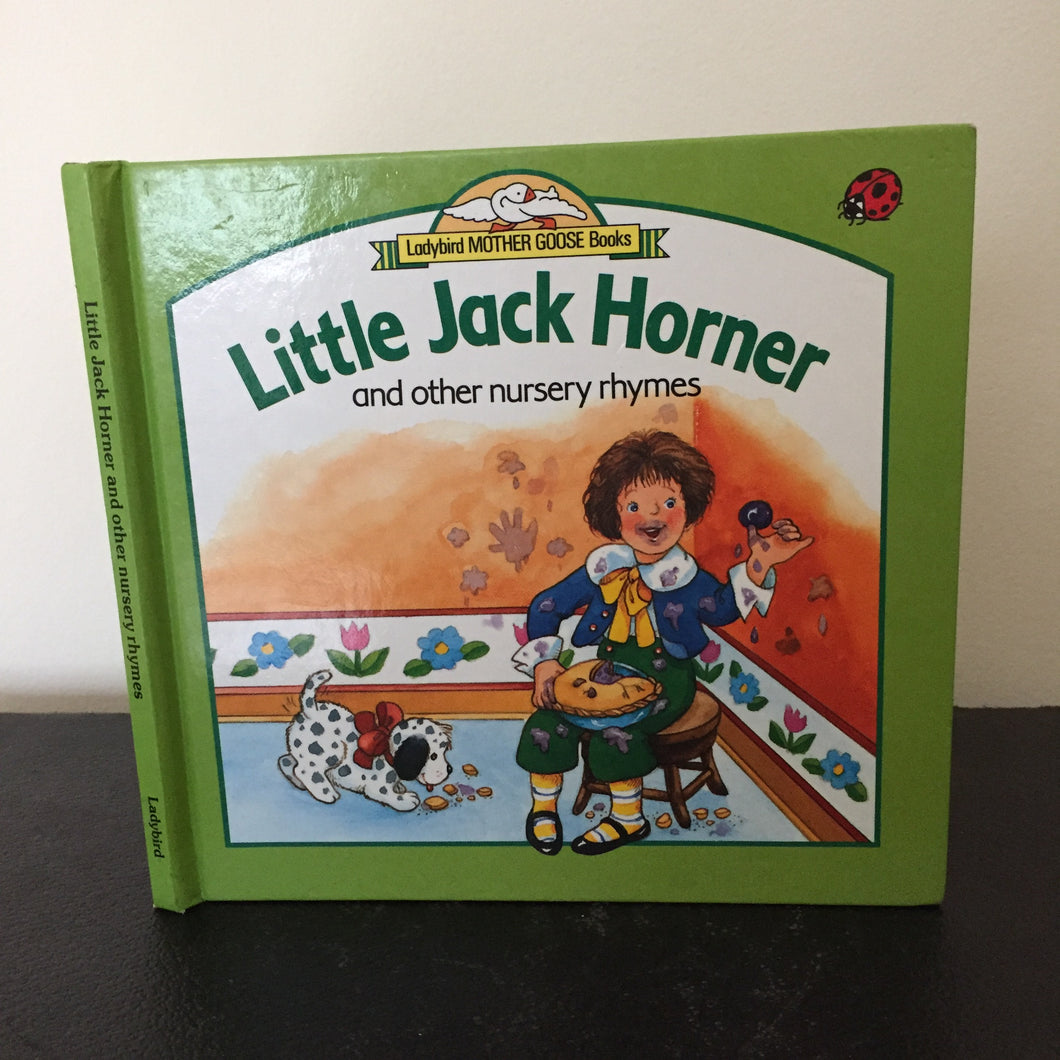 Ladybird MOTHER GOOSE Books
Little Jack Horner
and other nursery rhymes
Little Jack Horner and other nursery rhymes
Ladybird